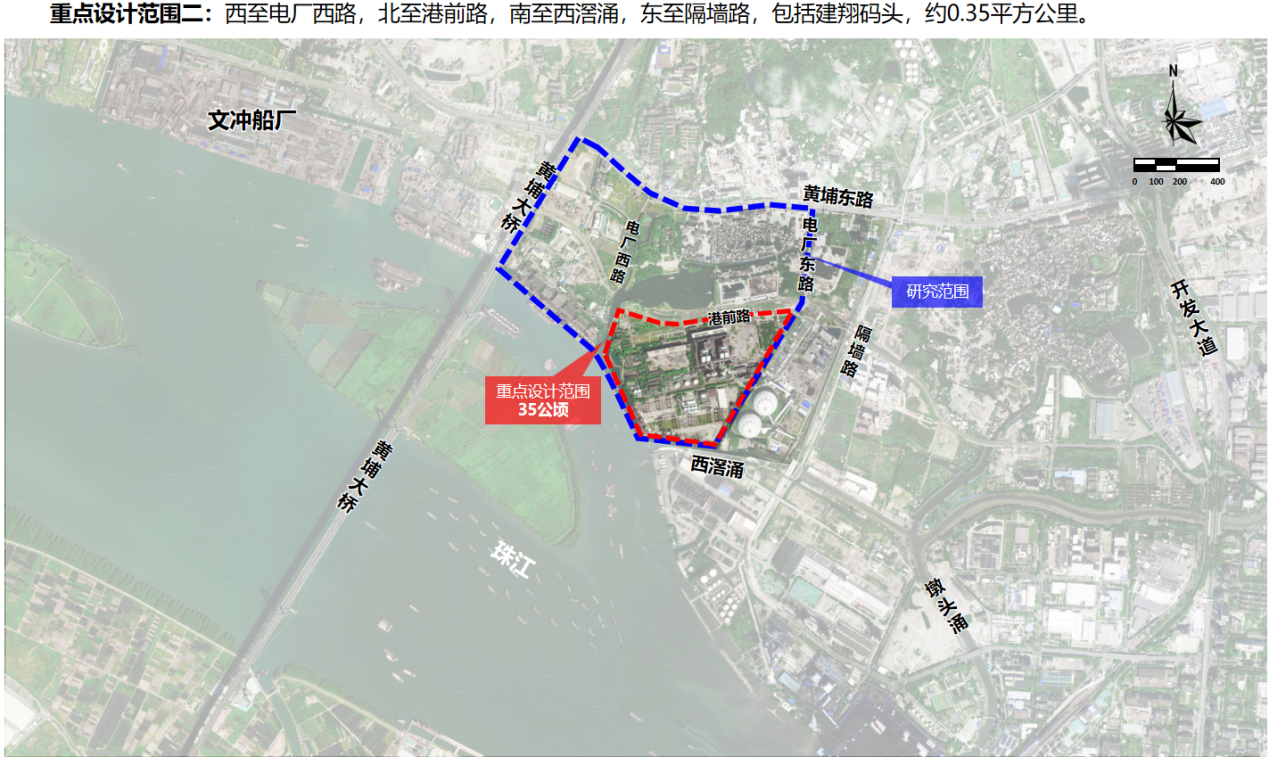 重点设计范围二：西至电厂西路，北至港前路，南至西滘涌，东至隔墙路，包括建翔码头，约0.35平方公里。
N
文冲船厂
0 100 200 400
黄埔大桥
黄埔东路
电厂西路
电厂东路
研究范围
开发大道
港前路
隔墙路
重点设计范围
35公顷
黄埔大桥
西滘涌
珠江
墩头涌